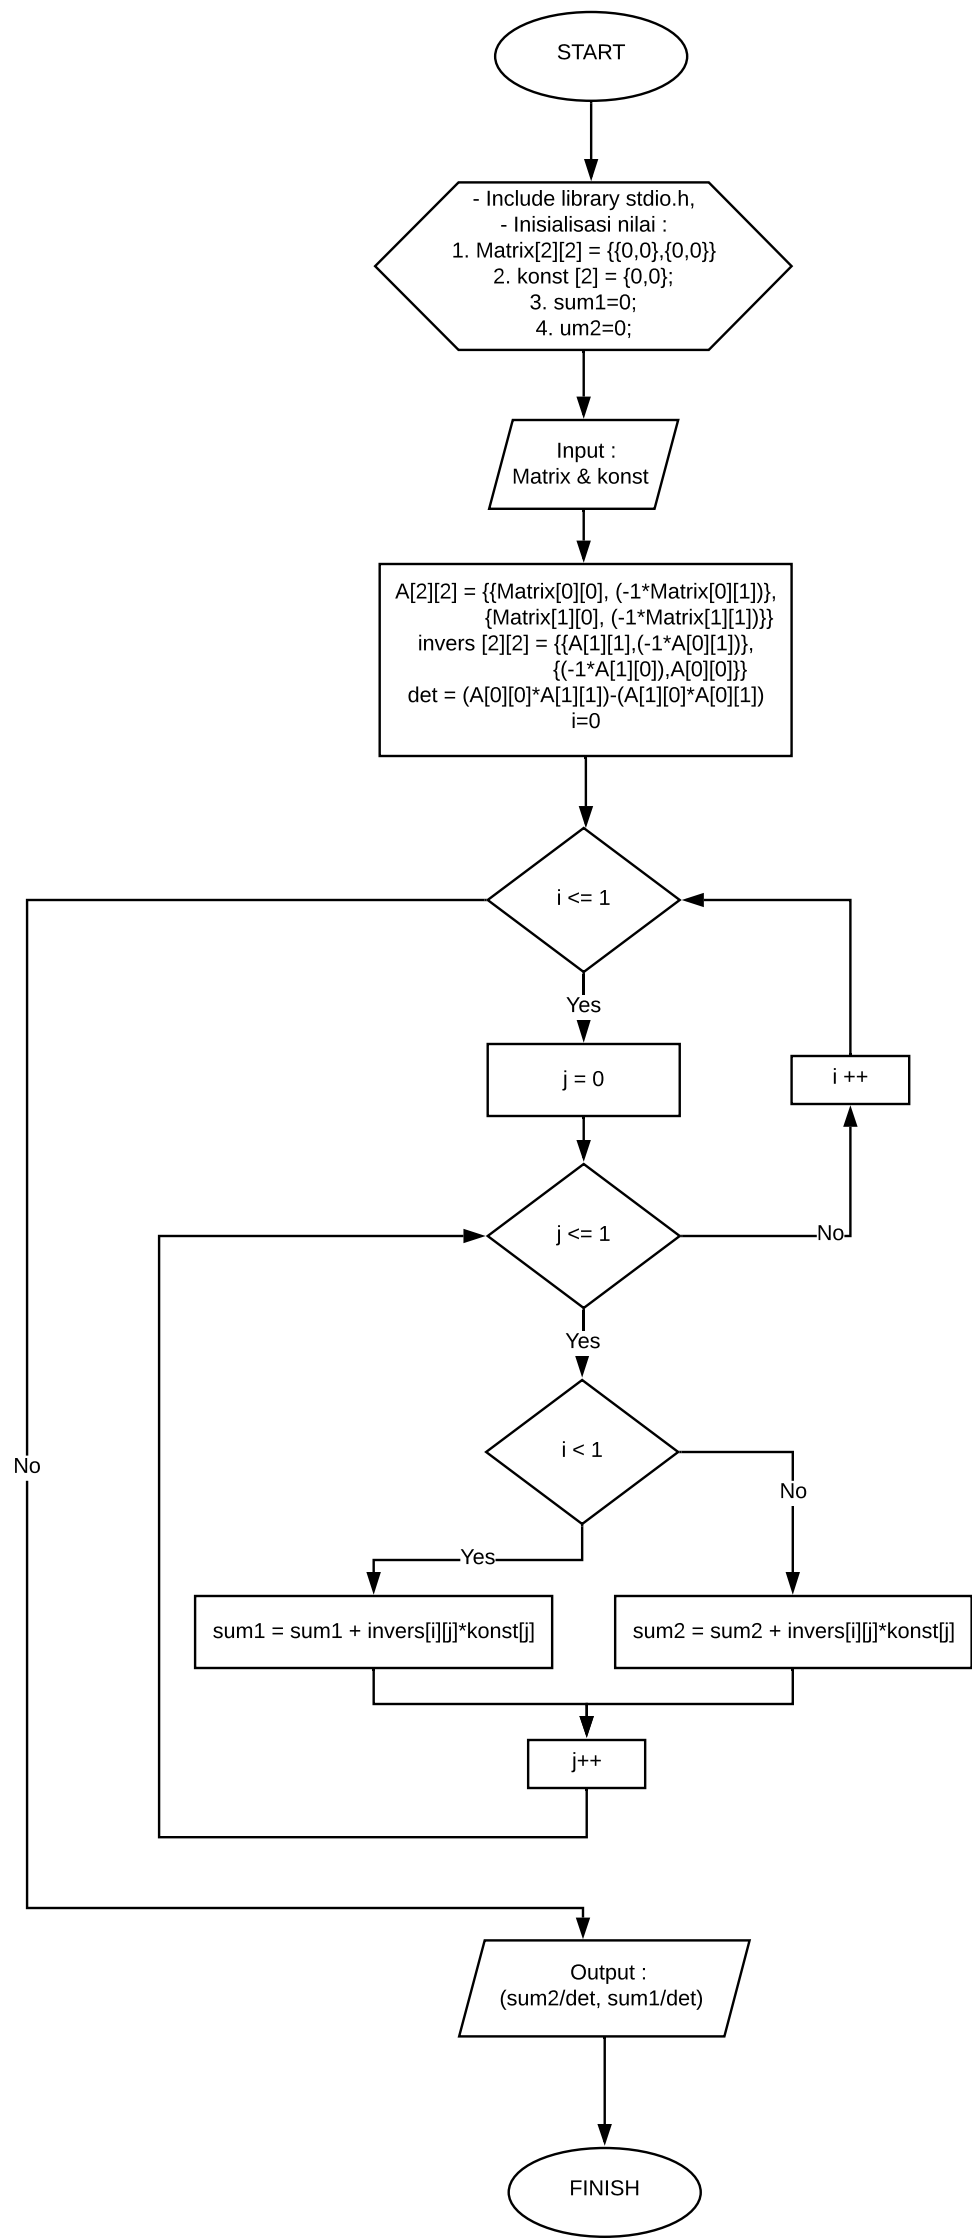 START
- Include library stdio.h,
- Inisialisasi nilai :
1. Matrix[2][2] = {{0,0},{0,0}}
2. konst [2] = {0,0};
3. sum1=0;
4. um2=0;
Input :
Matrix & konst
A[2][2] = {{Matrix[0][0], (-1*Matrix[0][1])},
{Matrix[1][0], (-1*Matrix[1][1])}}
invers [2][2] = {{A[1][1],(-1*A[0][1])},
{(-1*A[1][0]),A[0][0]}}
det = (A[0][0]*A[1][1])-(A[1][0]*A[0][1])
i=0
i <= 1
Yes
j = 0
i ++
j <= 1
No
Yes
i < 1
No
No
Yes
sum1 = sum1 + invers[i][j]*konst[j]
sum2 = sum2 + invers[i][j]*konst[j]
j++
Output :
(sum2/det, sum1/det)
FINISH